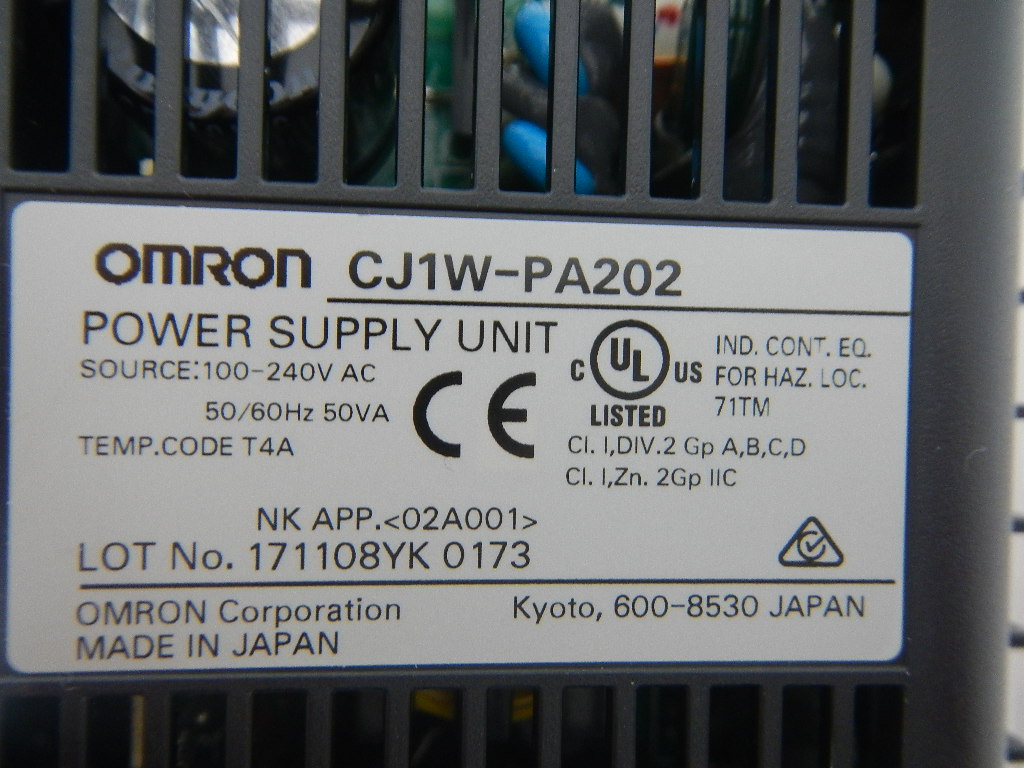 OMRON CJ1W-PA202
POWER SUPPLY UNIT
SOURCE:100-240V AC
50/60Hz 50VA
TEMP.CODE T4A
C UL US
LISTED
IND. CONT. EQ.
FOR HAZ. LOC.
71TM
Cl. I,DIV.2 Gp A,B,C,D
Cl. I,Zn. 2Gp IIC
CE
NK APP.<02A001>
LOT No. 171108YK 0173
OMRON Corporation
Kyoto, 600-8530 JAPAN
MADE IN JAPAN